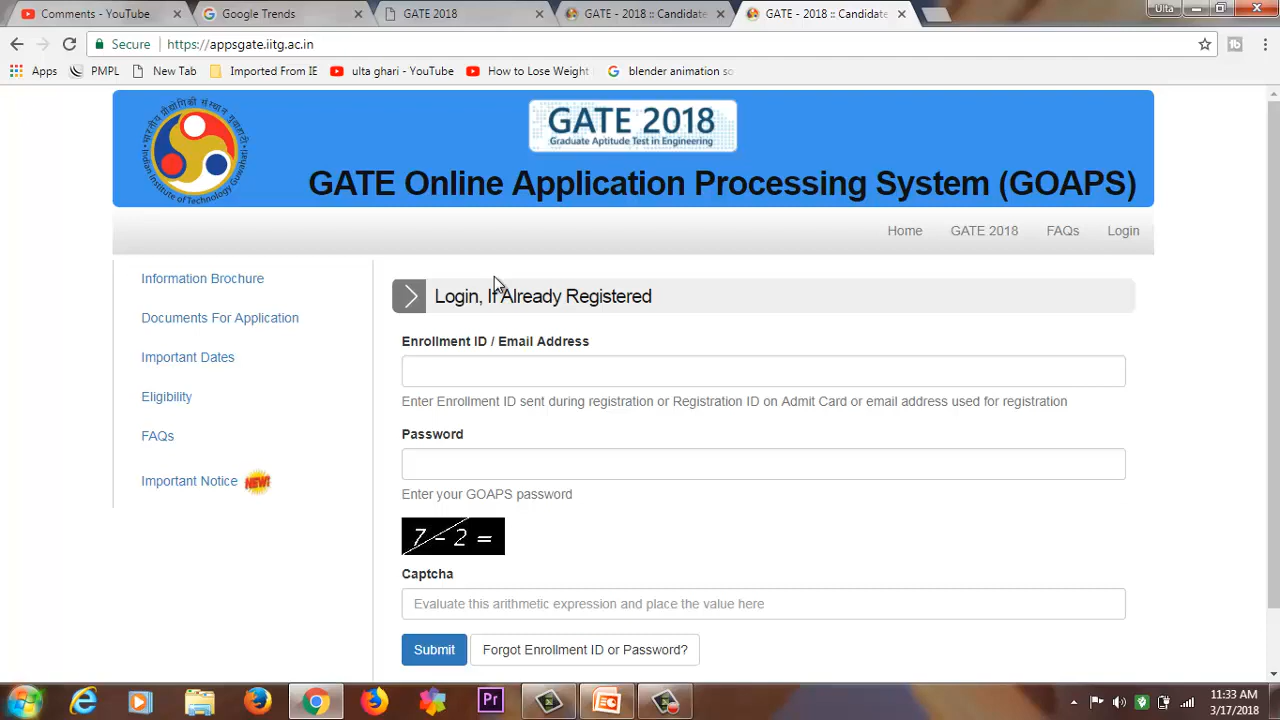 Comments - YouTube
Google Trends
GATE 2018
GATE - 2018 :: Candidate
GATE - 2018 :: Candidate
Ulta
Secure
https://appsgate.iitg.ac.in
Apps
PMPL
New Tab
Imported From IE
ulta ghari - YouTube
How to Lose Weight
blender animation so
GATE 2018
Graduate Aptitude Test in Engineering
GATE Online Application Processing System (GOAPS)
Home
GATE 2018
FAQs
Login
Information Brochure
Documents For Application
Important Dates
Eligibility
FAQs
Important Notice NEW!
Login, If Already Registered
Enrollment ID / Email Address
Enter Enrollment ID sent during registration or Registration ID on Admit Card or email address used for registration
Password
Enter your GOAPS password
7 - 2 =
Captcha
Evaluate this arithmetic expression and place the value here
Submit
Forgot Enrollment ID or Password?
Pr
11:33 AM
3/17/2018